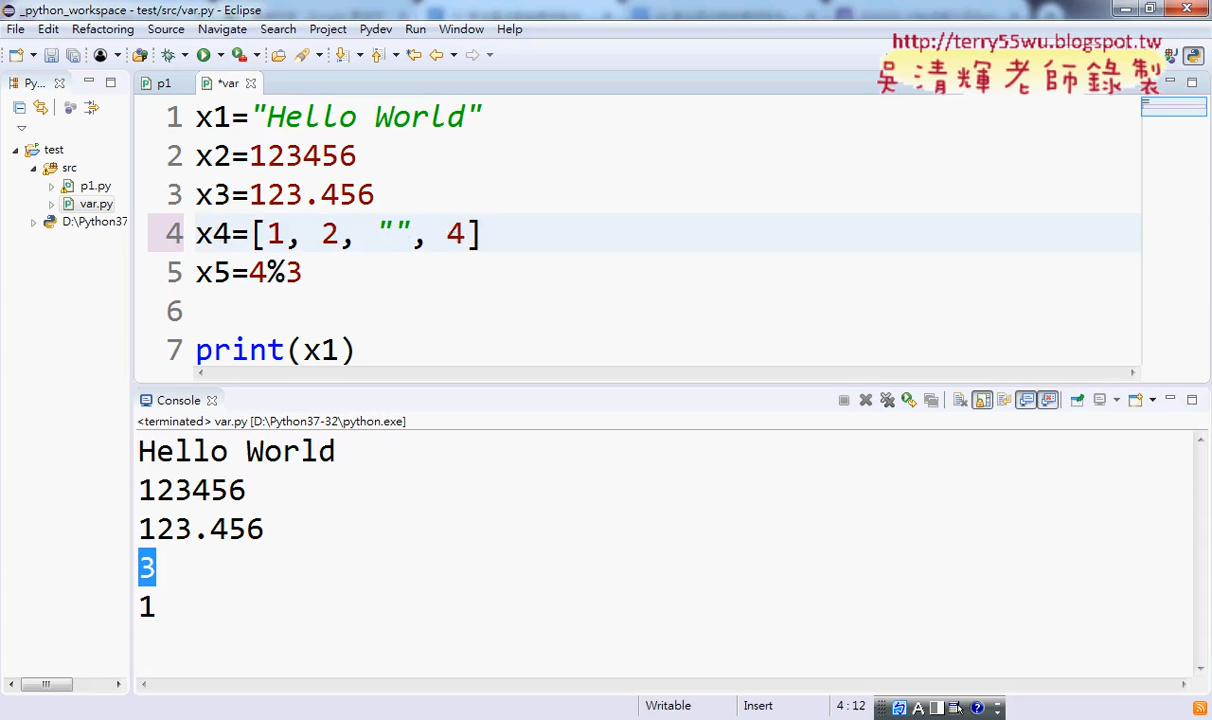 _python_workspace - test/src/var.py - Eclipse
File Edit Refactoring Source Navigate Search Project Pydev Run Window Help
http://terry55wu.blogspot.tw
吳清輝老師錄製
Py...
p1
*var
test
src
p1.py
var.py
D:\Python37
1 x1="Hello World"
2 x2=123456
3 x3=123.456
4 x4=[1, 2, "", 4]
5 x5=4%3
6
7 print(x1)
Console
<terminated> var.py [D:\Python37-32\python.exe]
Hello World
123456
123.456
3
1
Writable Insert 4:12 A